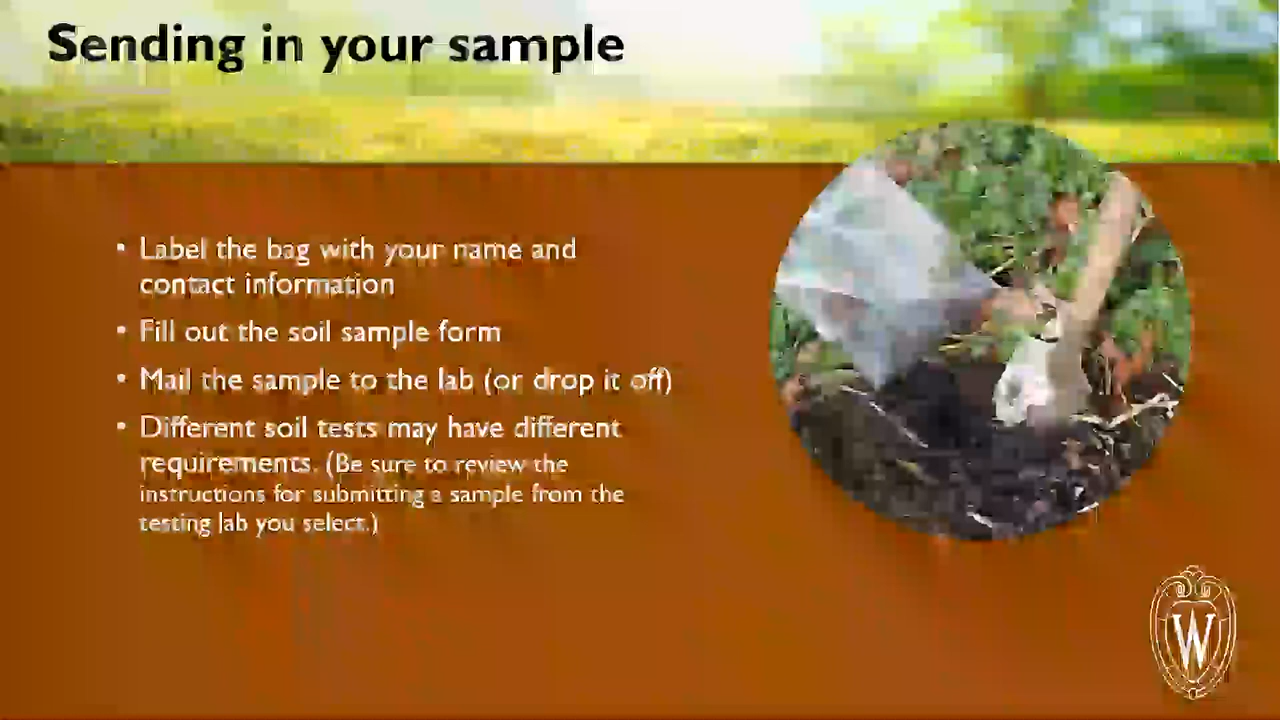 Sending in your sample
• Label the bag with your name and
contact information
• Fill out the soil sample form
• Mail the sample to the lab (or drop it off)
• Different soil tests may have different
requirements. (Be sure to review the
instructions for submitting a sample from the
testing lab you select.)
W